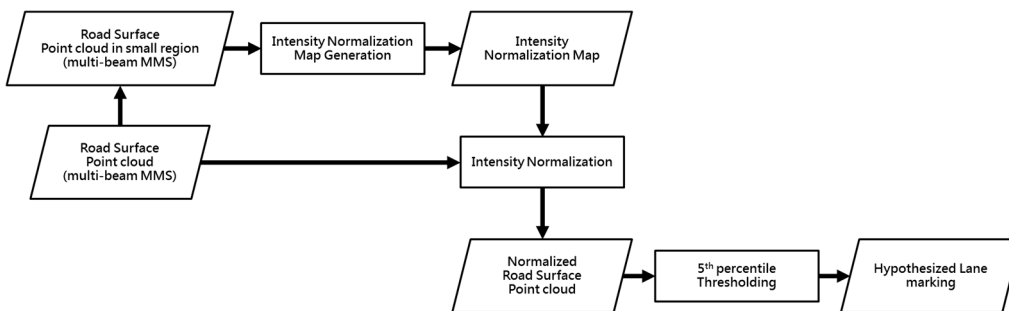 Road Surface
Point cloud in small region
(multi-beam MMS)
Intensity Normalization
Map Generation
Intensity
Normalization Map
Road Surface
Point cloud
(multi-beam MMS)
Intensity Normalization
Normalized
Road Surface
Point cloud
5th percentile
Thresholding
Hypothesized Lane
marking